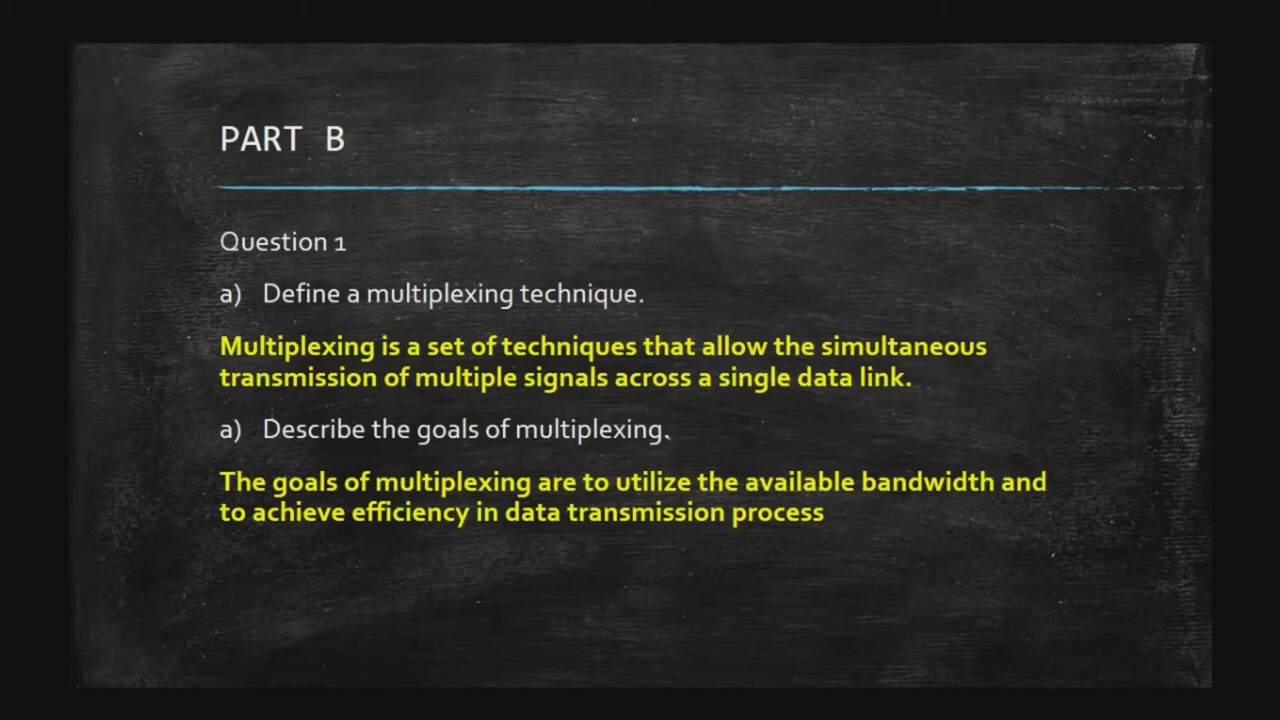 PART B
Question 1
a) Define a multiplexing technique.
Multiplexing is a set of techniques that allow the simultaneous
transmission of multiple signals across a single data link.
a) Describe the goals of multiplexing.
The goals of multiplexing are to utilize the available bandwidth and
to achieve efficiency in data transmission process